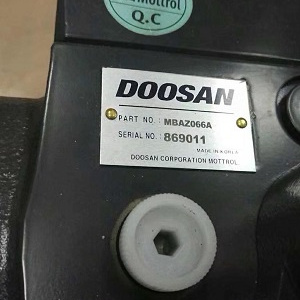 Mottrol
Q.C
DOOSAN
PART NO.: MBAZ066A
SERIAL NO.: 869011
MADE IN KOREA
DOOSAN CORPORATION MOTTROL